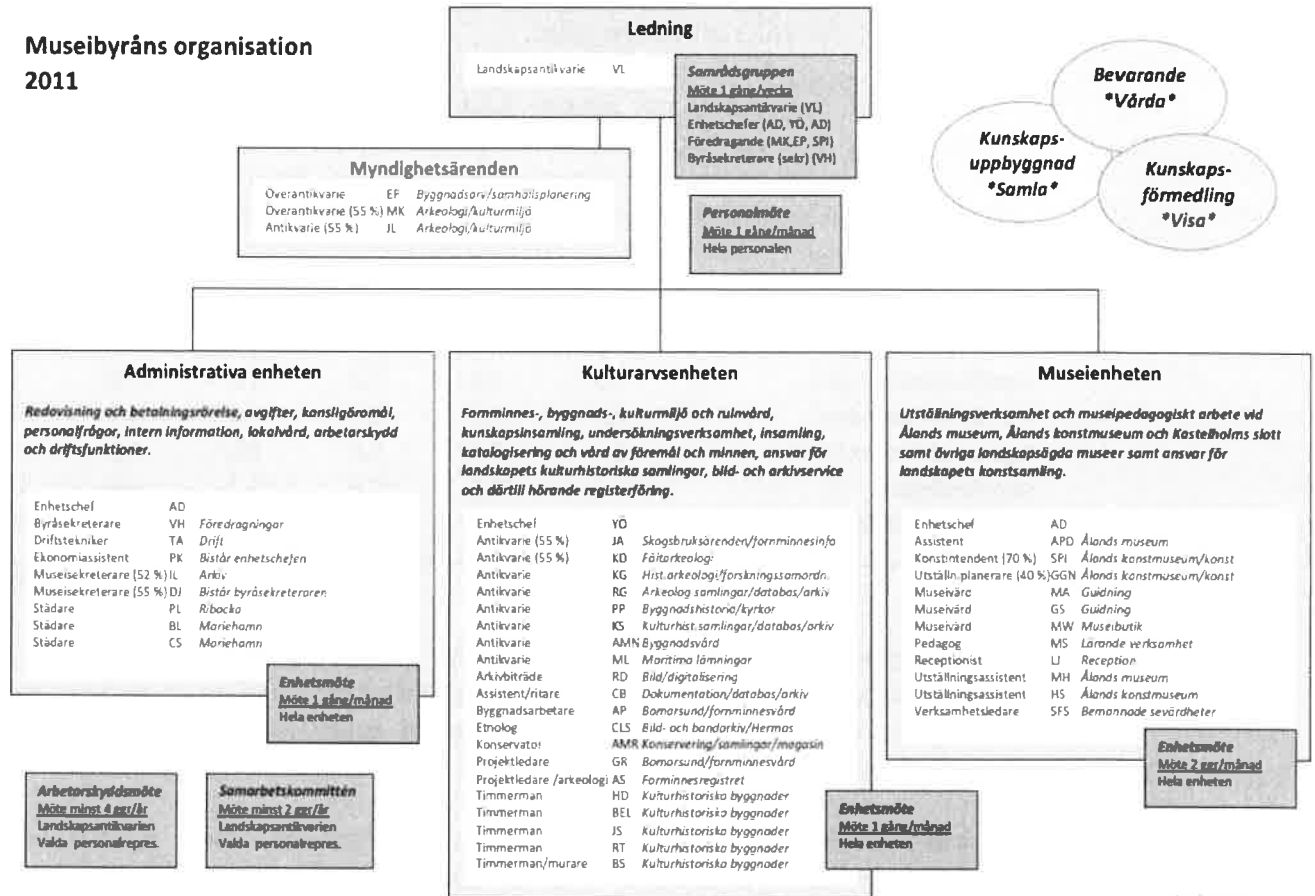 Museibyråns organisation
2011
Ledning
Landskapsantikvarie VL
Samrådsgruppen
Möte 1 gång/vecka
Landskapsantikvarie (VL)
Enhetschefer (AD, YÖ, AD)
Föredragande (MK,EP, SPI)
Byråsekreterare (sekr) (VH)
Bevarande
*Vårda*
Kunskaps-
uppbyggnad
*Samla*
Kunskaps-
förmedling
*Visa*
Myndighetsärenden
Överantikvarie EP Byggnadsarv/samhällsplanering
Överantikvarie (55 %) MK Arkeologi/kulturmiljö
Antikvarie (55 %) JL Arkeologi/kulturmiljö
Personalmöte
Möte 1 gång/månad
Hela personalen
Administrativa enheten
Redovisning och betalningsrörelse, avgifter, kansligöromål,
personalfrågor, intern information, lokalvård, arbetarskydd
och driftsfunktioner.
Enhetschef AD
Byråsekreterare VH Föredragningar
Driftstekniker TA Drift
Ekonomiassistent PK Bistår enhetschefen
Museisekreterare (52 %) IL Arkiv
Museisekreterare (55 %) DJ Bistår byråsekreteraren
Städare PL Ribacka
Städare BL Mariehamn
Städare CS Mariehamn
Enhetsmöte
Möte 1 gång/månad
Hela enheten
Arbetarskyddsmöte
Möte minst 4 ggr/år
Landskapsantikvarien
Valda personalrepres.
Samarbetskommittén
Möte minst 2 ggr/år
Landskapsantikvarien
Valda personalrepres.
Kulturarvsenheten
Fornminnes-, byggnads-, kulturmiljö och ruinvård,
kunskapsinsamling, undersökningsverksamhet, insamling,
katalogisering och vård av föremål och minnen, ansvar för
landskapets kulturhistoriska samlingar, bild- och arkivservice
och därtill hörande registerföring.
Enhetschef YÖ
Antikvarie (55 %) JA Skogsbruksärenden/fornminnesinfo
Antikvarie (55 %) KD Fältarkeologi
Antikvarie KG Hist.arkeologi/forskningssamordn.
Antikvarie RG Arkeolog samlingar/databas/arkiv
Antikvarie PP Byggnadshistoria/kyrkor
Antikvarie KS Kulturhist.samlingar/databas/arkiv
Antikvarie AMN Byggnadsvård
Antikvarie ML Maritima lämningar
Arkivbiträde RD Bild/digitalisering
Assistent/ritare CB Dokumentation/databas/arkiv
Byggnadsarbetare AP Bomarsund/fornminnesvård
Etnolog CLS Bild- och bandarkiv/Hermas
Konservator AMR Konservering/samlingar/magasin
Projektledare GR Bomarsund/fornminnesvård
Projektledare /arkeologi AS Forminnesregistret
Timmerman HD Kulturhistoriska byggnader
Timmerman BEL Kulturhistoriska byggnader
Timmerman JS Kulturhistoriska byggnader
Timmerman RT Kulturhistoriska byggnader
Timmerman/murare BS Kulturhistoriska byggnader
Enhetsmöte
Möte 1 gång/månad
Hela enheten
Museienheten
Utställningsverksamhet och museipedagogiskt arbete vid
Ålands museum, Ålands konstmuseum och Kastelholms slott
samt övriga landskapsägda museer samt ansvar för
landskapets konstsamling.
Enhetschef AD
Assistent APD Ålands museum
Konstintendent (70 %) SPI Ålands konstmuseum/konst
Utställn.planerare (40 %) GGN Ålands konstmuseum/konst
Museivärd MA Guidning
Museivärd GS Guidning
Museivärd MW Museibutik
Pedagog MS Lärande verksamhet
Receptionist LJ Reception
Utställningsassistent MH Ålands museum
Utställningsassistent HS Ålands konstmuseum
Verksamhetsledare SFS Bemannade sevärdheter
Enhetsmöte
Möte 2 ggr/månad
Hela enheten